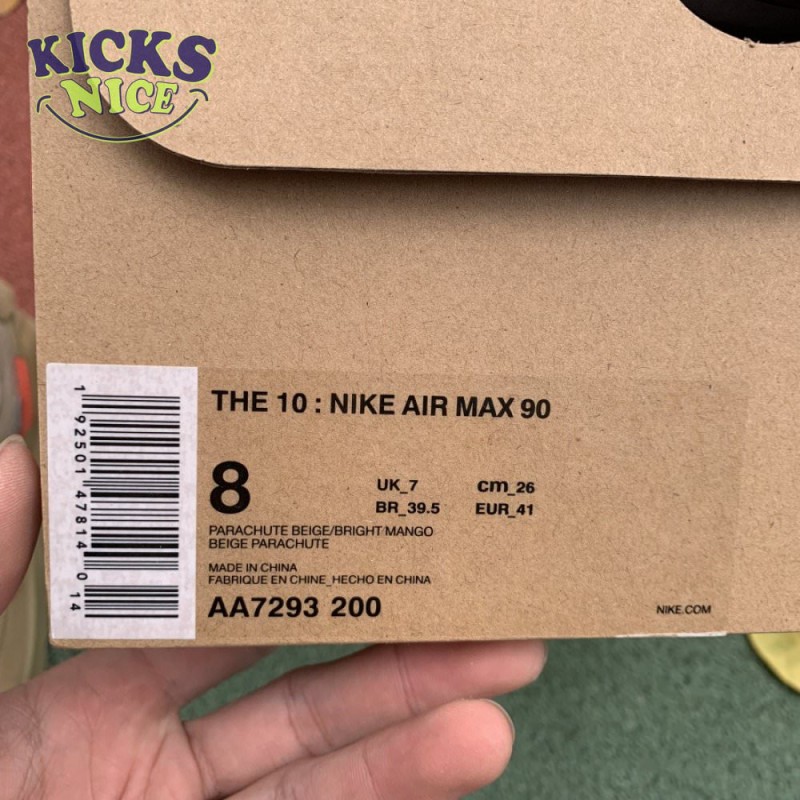 KICKS
NICE
THE 10 : NIKE AIR MAX 90
8
UK_7
cm_26
BR_39.5
EUR_41
PARACHUTE BEIGE/BRIGHT MANGO
BEIGE PARACHUTE
MADE IN CHINA
FABRIQUE EN CHINE_HECHO EN CHINA
AA7293 200
NIKE.COM
1 92501 47814 0 14